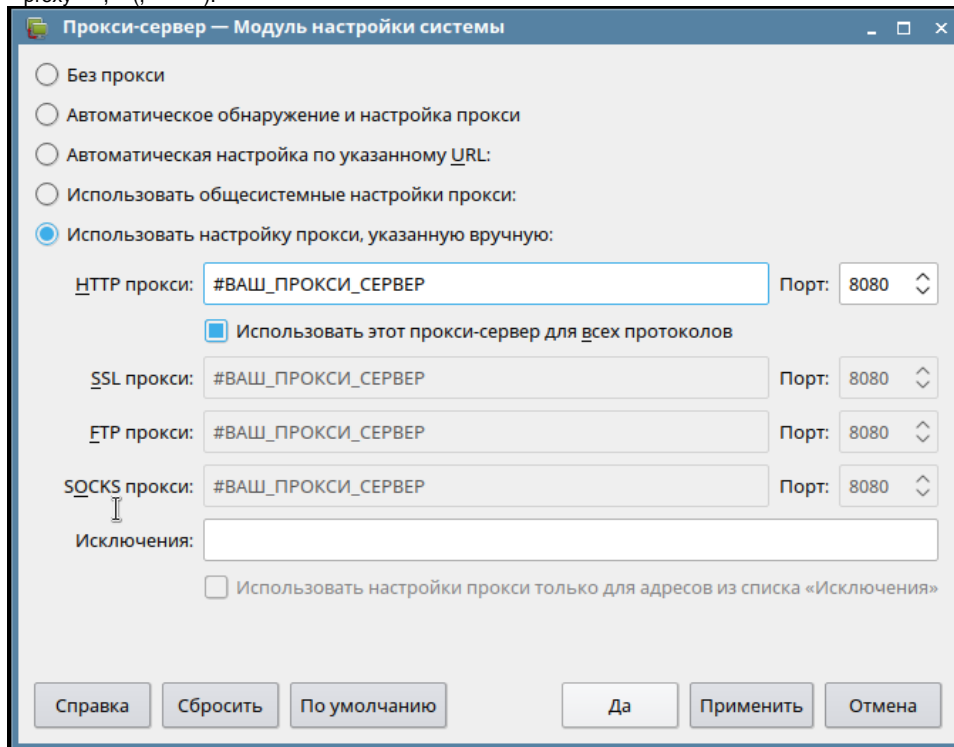 proxy
Прокси-сервер — Модуль настройки системы
Без прокси
Автоматическое обнаружение и настройка прокси
Автоматическая настройка по указанному URL:
Использовать общесистемные настройки прокси:
Использовать настройку прокси, указанную вручную:
HTTP прокси: #ВАШ_ПРОКСИ_СЕРВЕР Порт: 8080
Использовать этот прокси-сервер для всех протоколов
SSL прокси: #ВАШ_ПРОКСИ_СЕРВЕР Порт: 8080
FTP прокси: #ВАШ_ПРОКСИ_СЕРВЕР Порт: 8080
SOCKS прокси: #ВАШ_ПРОКСИ_СЕРВЕР Порт: 8080
Исключения:
Использовать настройки прокси только для адресов из списка «Исключения»
Справка Сбросить По умолчанию Да Применить Отмена